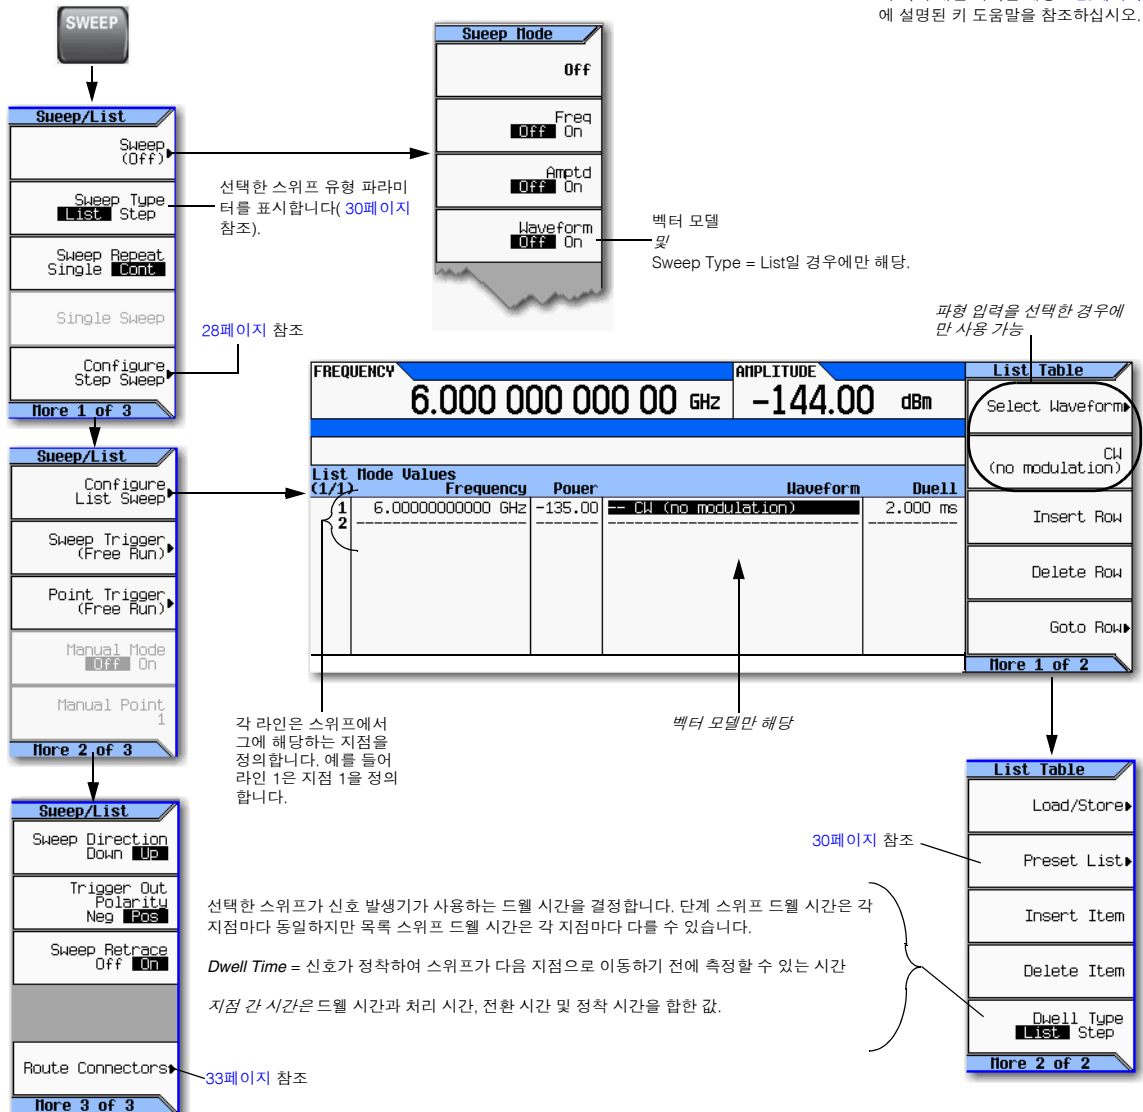 에 설명된 키 도움말을 참조하십시오.
SWEEP
Sweep/List
Sweep
(Off)
Sweep Type
List Step
Sweep Repeat
Single Cont
Single Sweep
Configure
Step Sweep
More 1 of 3
선택한 스위프 유형 파라미
터를 표시합니다( 30페이지
참조).
28페이지 참조
Sweep Mode
Off
Freq
Off On
Amptd
Off On
Waveform
Off On
벡터 모델
및
Sweep Type = List일 경우에만 해당.
파형 입력을 선택한 경우에
만 사용 가능
Sweep/List
Configure
List Sweep
Sweep Trigger
(Free Run)
Point Trigger
(Free Run)
Manual Mode
Off On
Manual Point
1
More 2 of 3
FREQUENCY
6.000 000 000 00 GHz
AMPLITUDE
-144.00 dBm
List Mode Values
(1/1) Frequency Power Waveform Dwell
1 6.00000000000 GHz -135.00 -- CW (no modulation) 2.000 ms
2 ----------------- ------- ---------------------- --------
List Table
Select Waveform
CW
(no modulation)
Insert Row
Delete Row
Goto Row
More 1 of 2
각 라인은 스위프에서
그에 해당하는 지점을
정의합니다. 예를 들어
라인 1은 지점 1을 정의
합니다.
벡터 모델만 해당
Sweep/List
Sweep Direction
Down Up
Trigger Out
Polarity
Neg Pos
Sweep Retrace
Off On
Route Connectors
More 3 of 3
33페이지 참조
List Table
Load/Store
Preset List
Insert Item
Delete Item
Dwell Type
List Step
More 2 of 2
30페이지 참조
선택한 스위프가 신호 발생기가 사용하는 드웰 시간을 결정합니다. 단계 스위프 드웰 시간은 각
지점마다 동일하지만 목록 스위프 드웰 시간은 각 지점마다 다를 수 있습니다.
Dwell Time = 신호가 정착하여 스위프가 다음 지점으로 이동하기 전에 측정할 수 있는 시간
지점 간 시간은 드웰 시간과 처리 시간, 전환 시간 및 정착 시간을 합한 값.